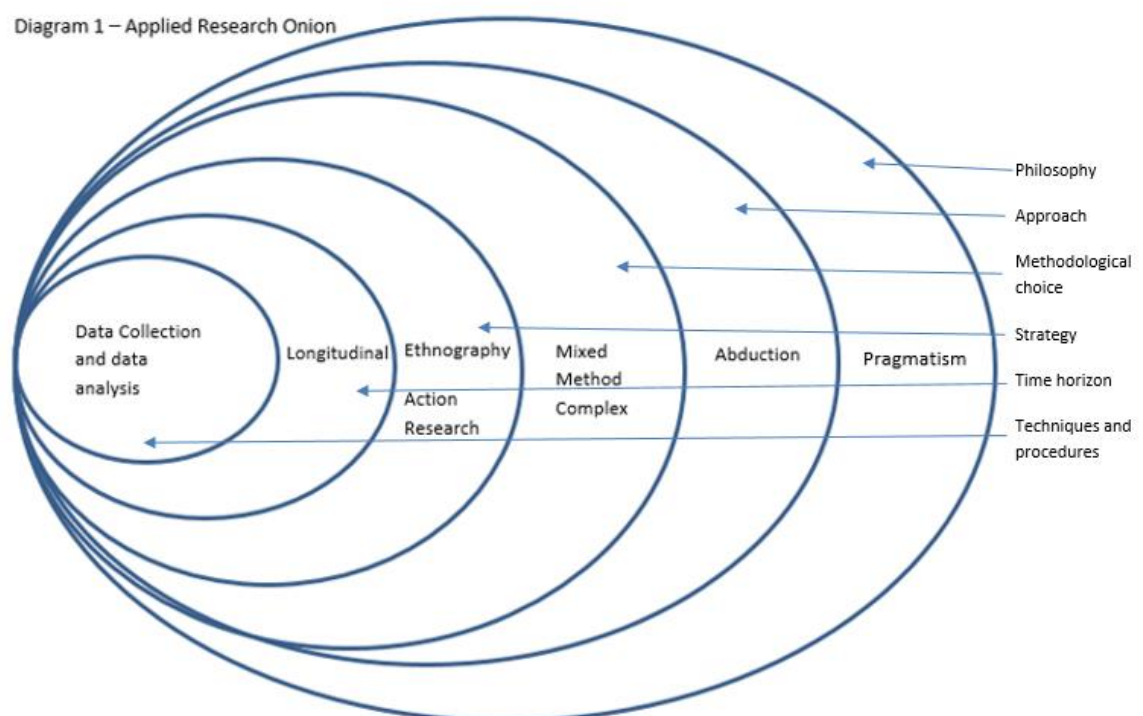 Diagram 1 – Applied Research Onion
Data Collection
and data
analysis
Longitudinal
Ethnography
Action
Research
Mixed
Method
Complex
Abduction
Pragmatism
Philosophy
Approach
Methodological
choice
Strategy
Time horizon
Techniques and
procedures